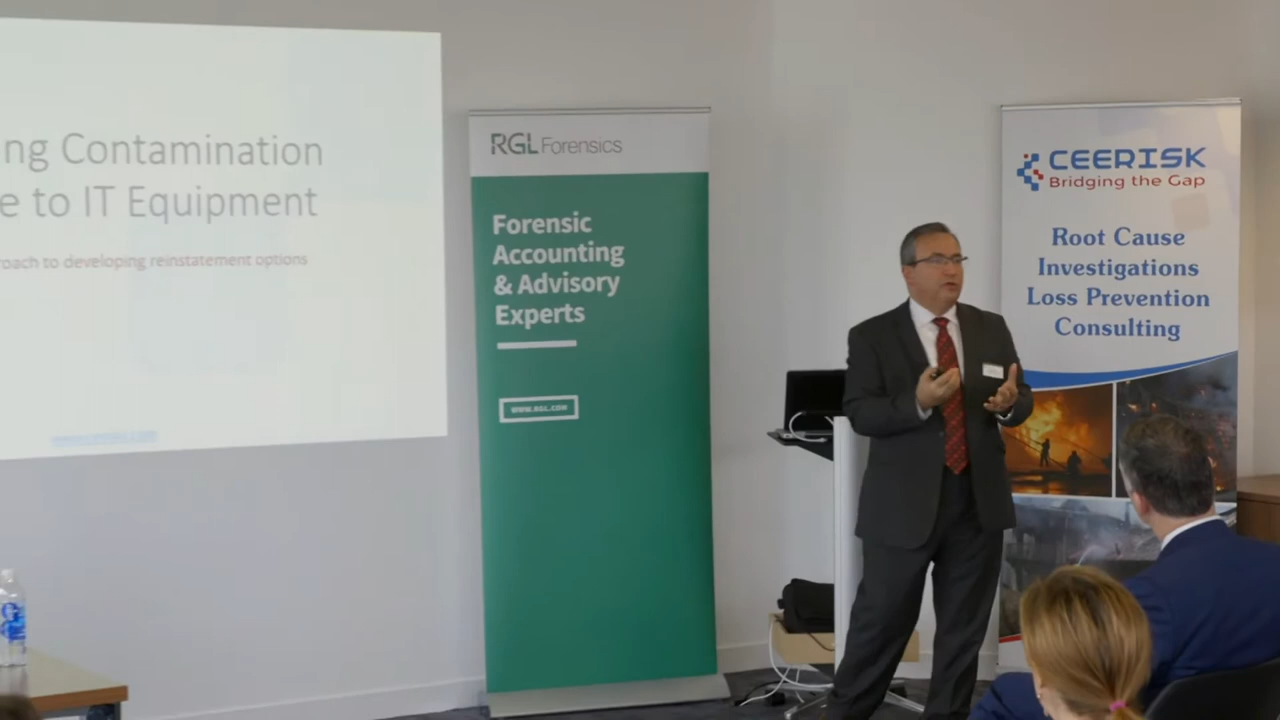 ng Contamination
e to IT Equipment
oach to developing reinstatement options
RGL Forensics
Forensic
Accounting
& Advisory
Experts
WWW.RGL.COM
CEERISK
Bridging the Gap
Root Cause
Investigations
Loss Prevention
Consulting